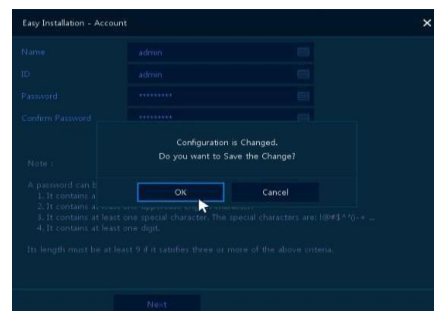 Easy Installation - Account
Name
admin
ID
admin
Password
*********
Confirm Password
*********
Configuration is Changed.
Do you want to Save the Change?
Note :
A password can b
OK
Cancel
1. It contains a
2. It contains at least one
3. It contains at least one special character. The special characters are:
4. It contains at least one digit.
Its length must be at least 9 if it satisfies three or more of the above criteria.
Next